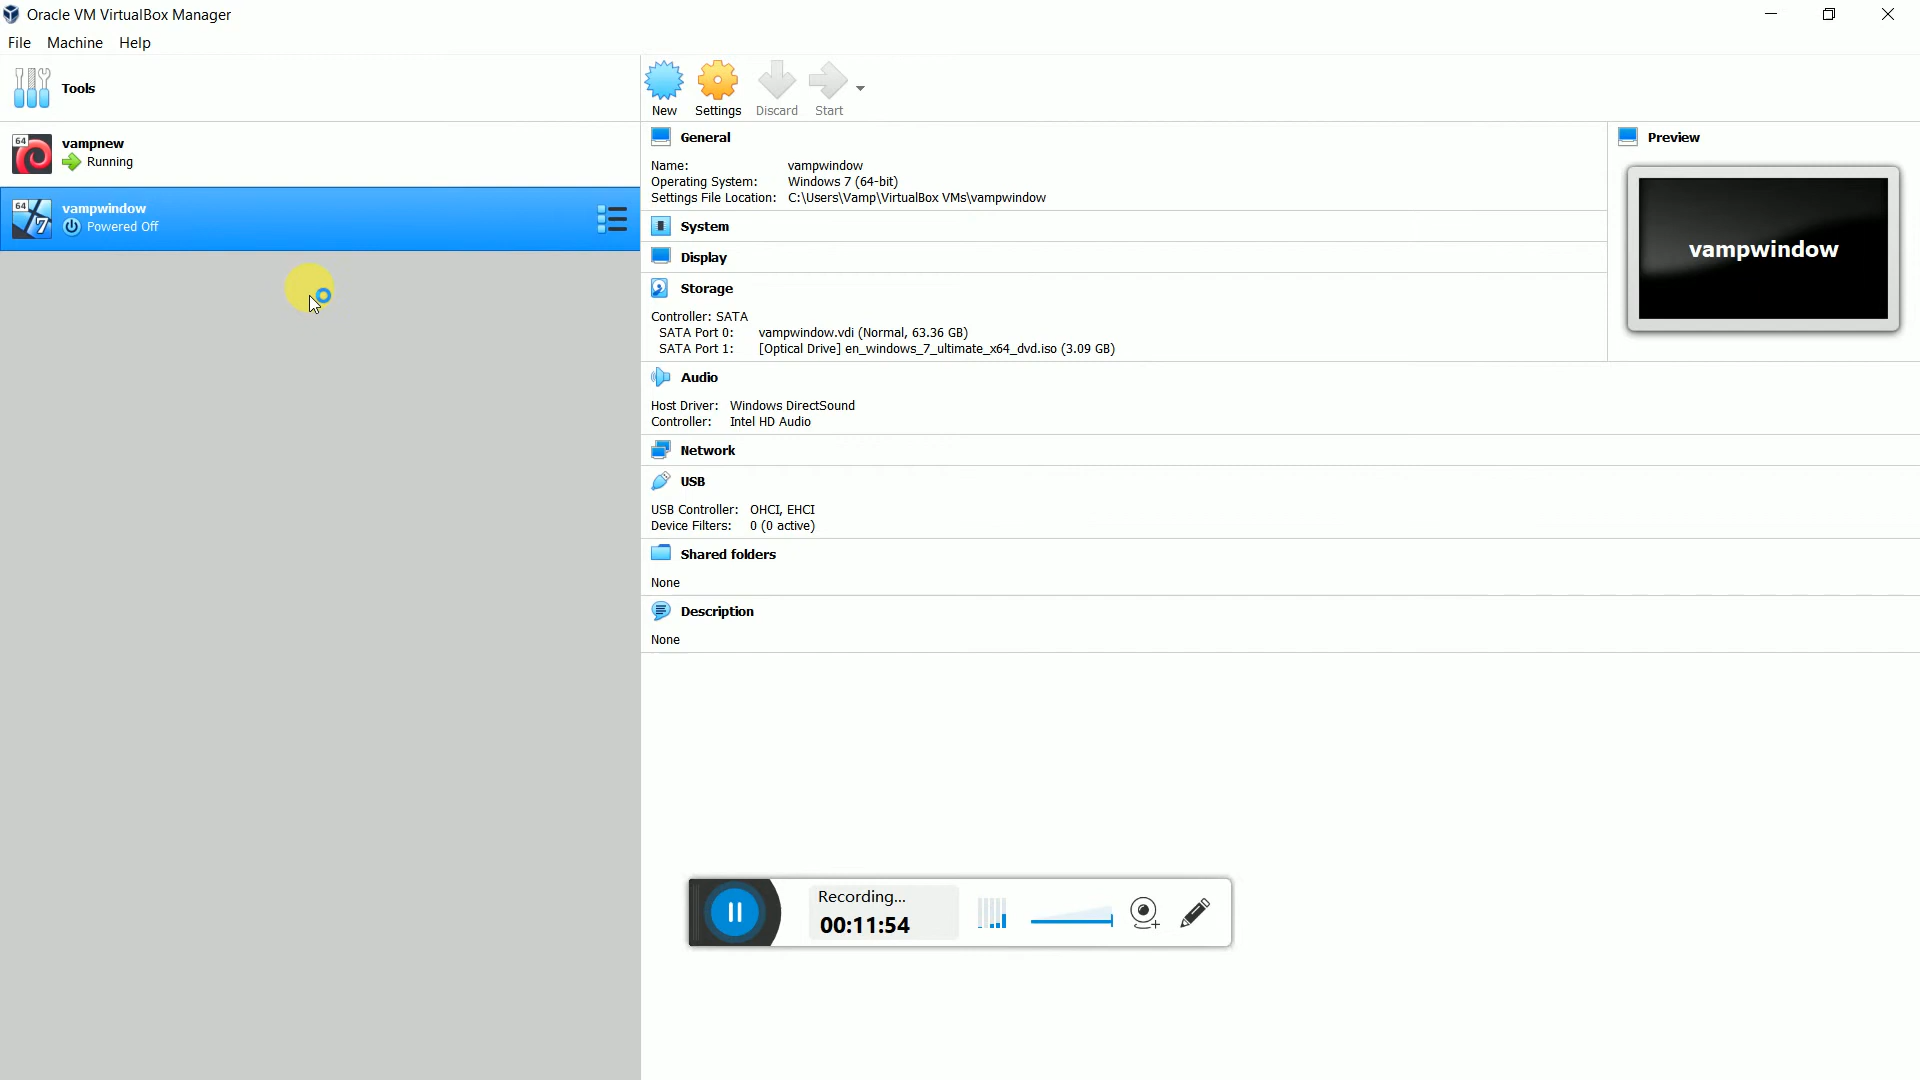 Oracle VM VirtualBox Manager
File Machine Help
Tools
New Settings Discard Start
64
vampnew
Running
64
7
vampwindow
Powered Off
General
Name: vampwindow
Operating System: Windows 7 (64-bit)
Settings File Location: C:\Users\Vamp\VirtualBox VMs\vampwindow
System
Display
Storage
Controller: SATA
SATA Port 0: vampwindow.vdi (Normal, 63.36 GB)
SATA Port 1: [Optical Drive] en_windows_7_ultimate_x64_dvd.iso (3.09 GB)
Audio
Host Driver: Windows DirectSound
Controller: Intel HD Audio
Network
USB
USB Controller: OHCI, EHCI
Device Filters: 0 (0 active)
Shared folders
None
Description
None
Preview
vampwindow
Recording...
00:11:54